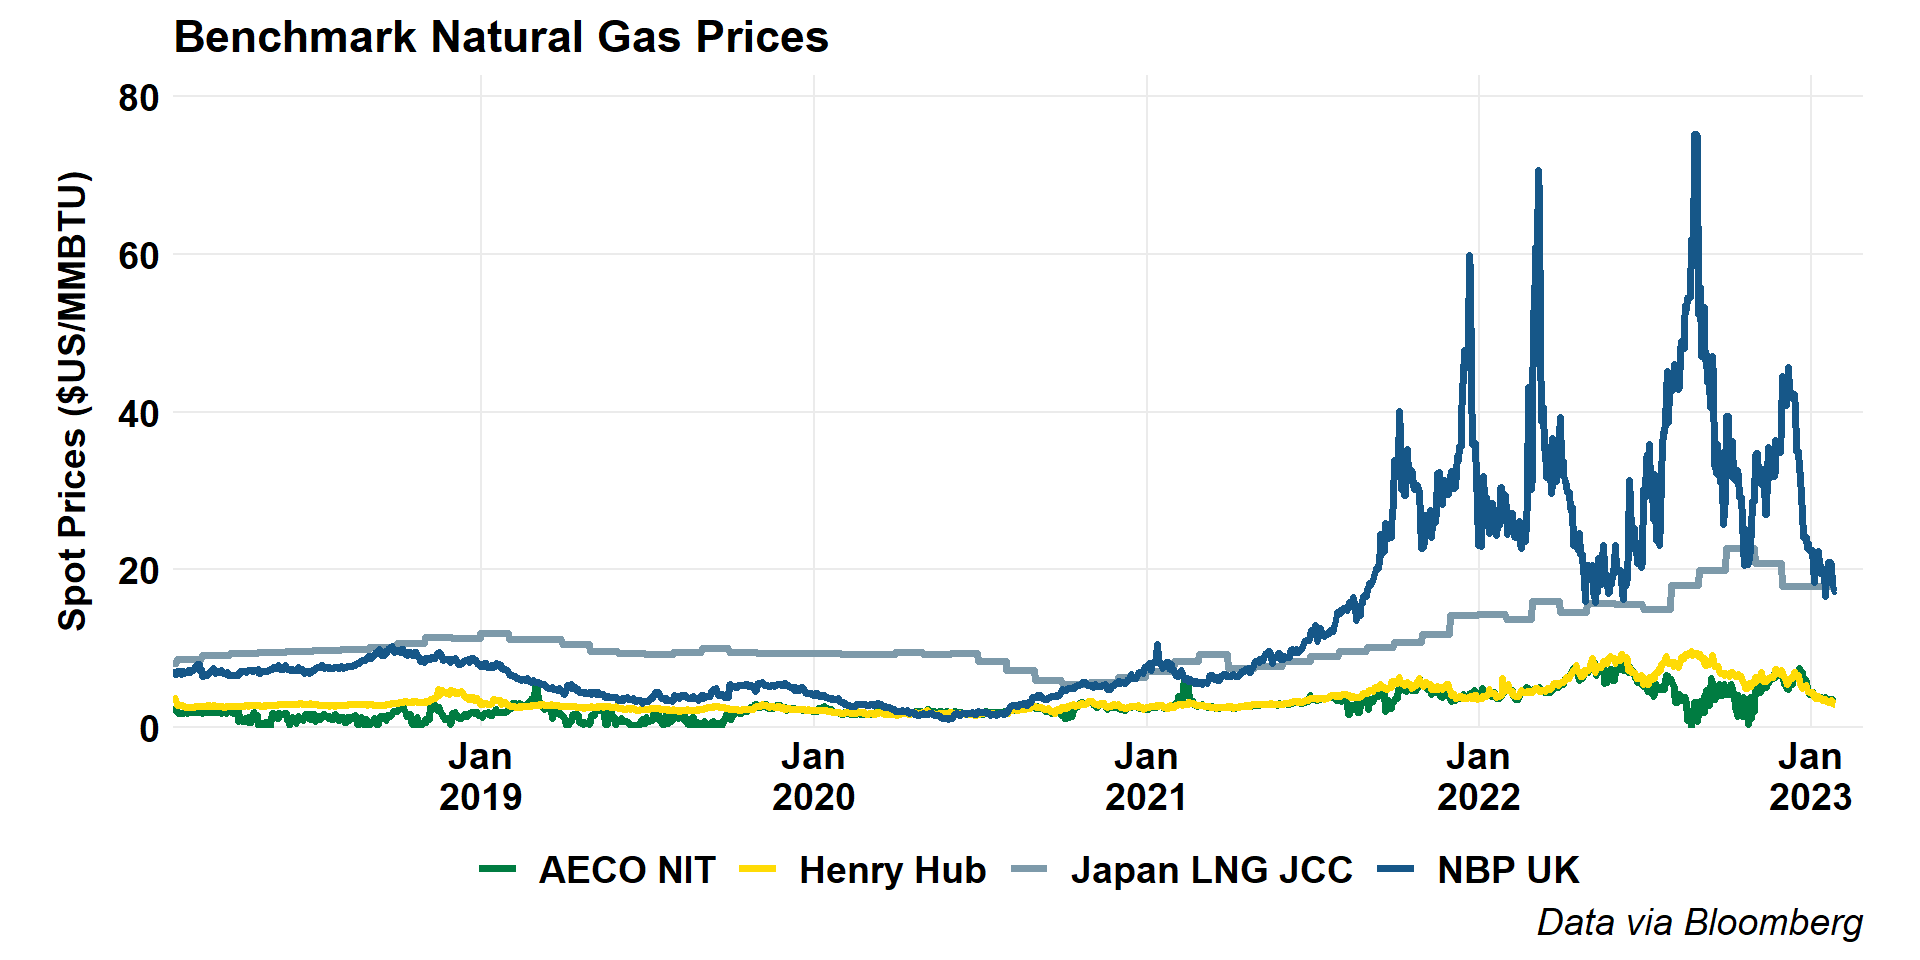 Benchmark Natural Gas Prices
Spot Prices ($US/MMBTU)
80
60
40
20
0
Jan
2019
Jan
2020
Jan
2021
Jan
2022
Jan
2023
AECO NIT
Henry Hub
Japan LNG JCC
NBP UK
Data via Bloomberg